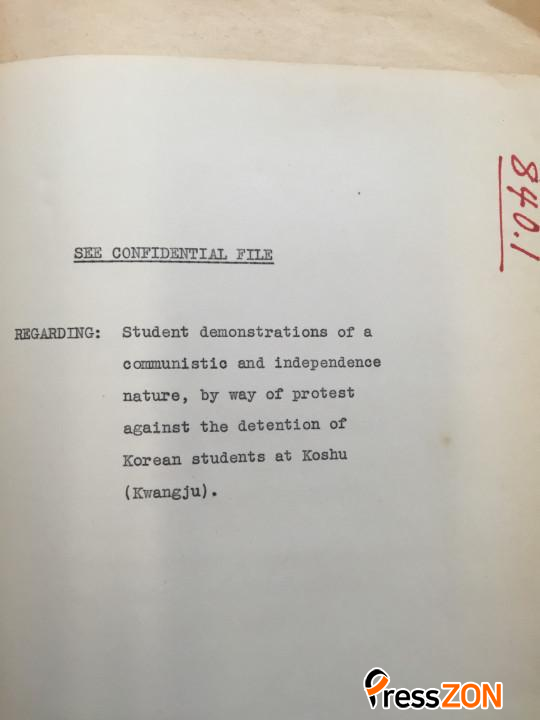 840.1
SEE CONFIDENTIAL FILE
REGARDING: Student demonstrations of a
communistic and independence
nature, by way of protest
against the detention of
Korean students at Koshu
(Kwangju).
PressZON